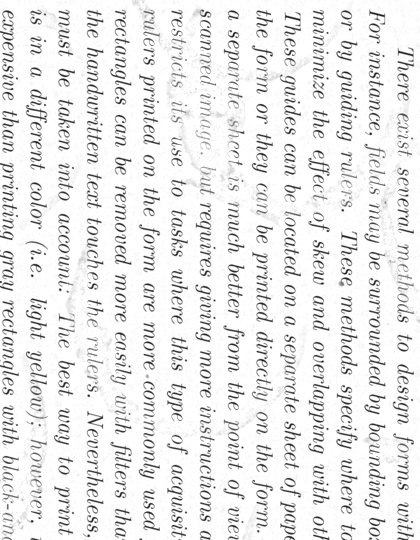 There exist several methods to design forms with
For instance, fields may be surrounded by bounding bo
or by guiding rulers. These methods specify where to
minimize the effect of skew and overlapping with oth
These guides can be located on a separate sheet of pape
the form or they can be printed directly on the form.
a separate sheet is much better from the point of view
scanned image, but requires giving more instructions a
restricts its use to tasks where this type of acquisit
rulers printed on the form are more commonly used
rectangles can be removed more easily with filters tha
the handwritten text touches the rulers. Nevertheless,
must be taken into account: The best way to print
is in a different color (i.e. light yellow); however,
expensive than printing gray rectangles with black-and